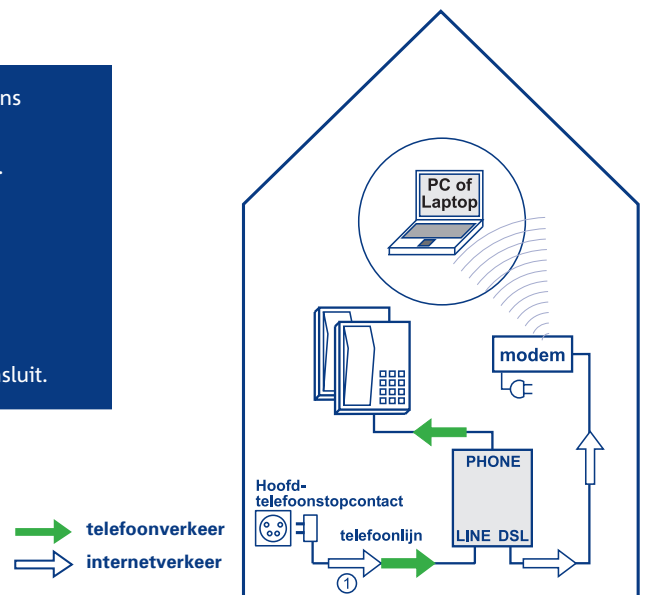 ns
.
sluit.
PC of
Laptop
modem
PHONE
Hoofd-
telefoonstopcontact
telefoonlijn
LINE DSL
1
telefoonverkeer
internetverkeer